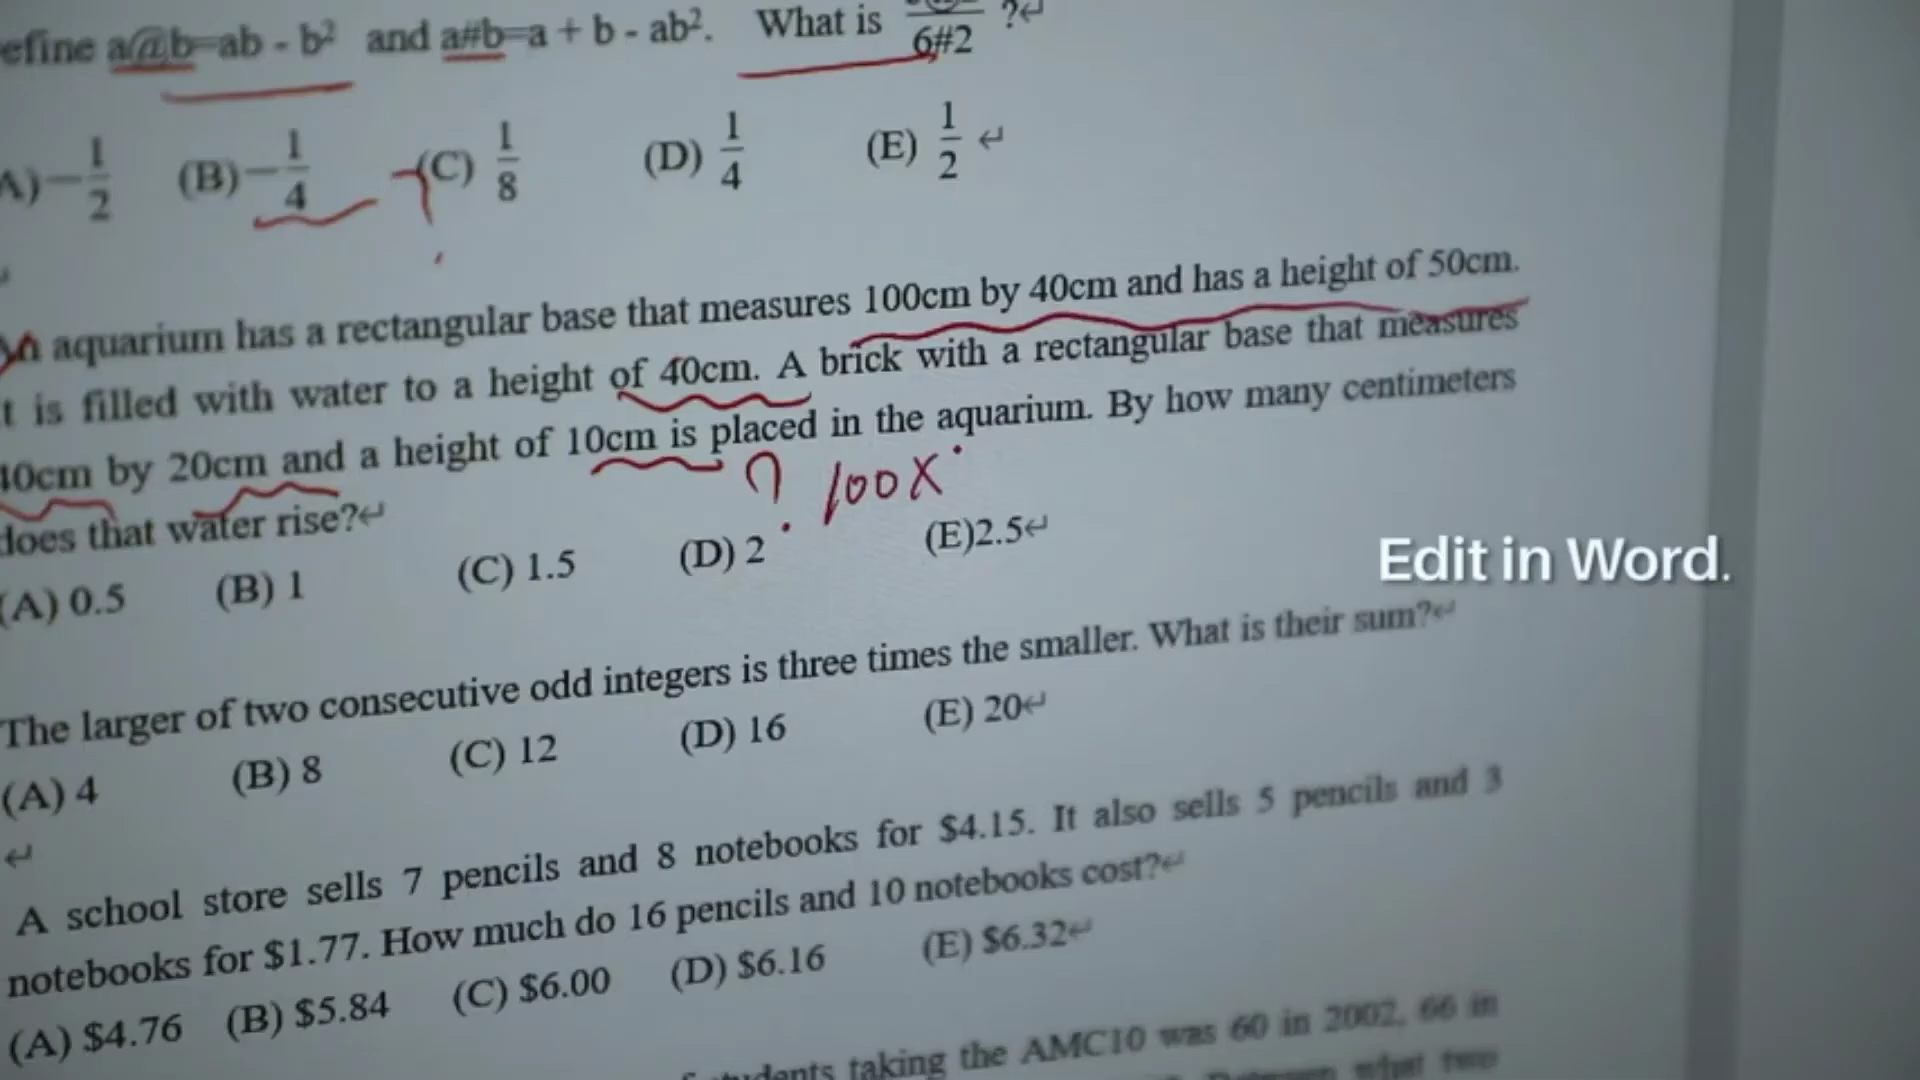 efine a@b=ab - b² and a#b=a + b - ab². What is 6#2 ?↵
A) -1/2 (B) -1/4 (C) 1/8 (D) 1/4 (E) 1/2 ↵
aquarium has a rectangular base that measures 100cm by 40cm and has a height of 50cm.
t is filled with water to a height of 40cm. A brick with a rectangular base that measures
40cm by 20cm and a height of 10cm is placed in the aquarium. By how many centimeters
does that water rise?↵
? 100X
(A) 0.5 (B) 1 (C) 1.5 (D) 2 (E)2.5↵
Edit in Word.
The larger of two consecutive odd integers is three times the smaller. What is their sum?↵
(A) 4 (B) 8 (C) 12 (D) 16 (E) 20↵
↵
A school store sells 7 pencils and 8 notebooks for $4.15. It also sells 5 pencils and 3
notebooks for $1.77. How much do 16 pencils and 10 notebooks cost?↵
(A) $4.76 (B) $5.84 (C) $6.00 (D) $6.16 (E) $6.32↵
students taking the AMC10 was 60 in 2002, 66 in
Between what two